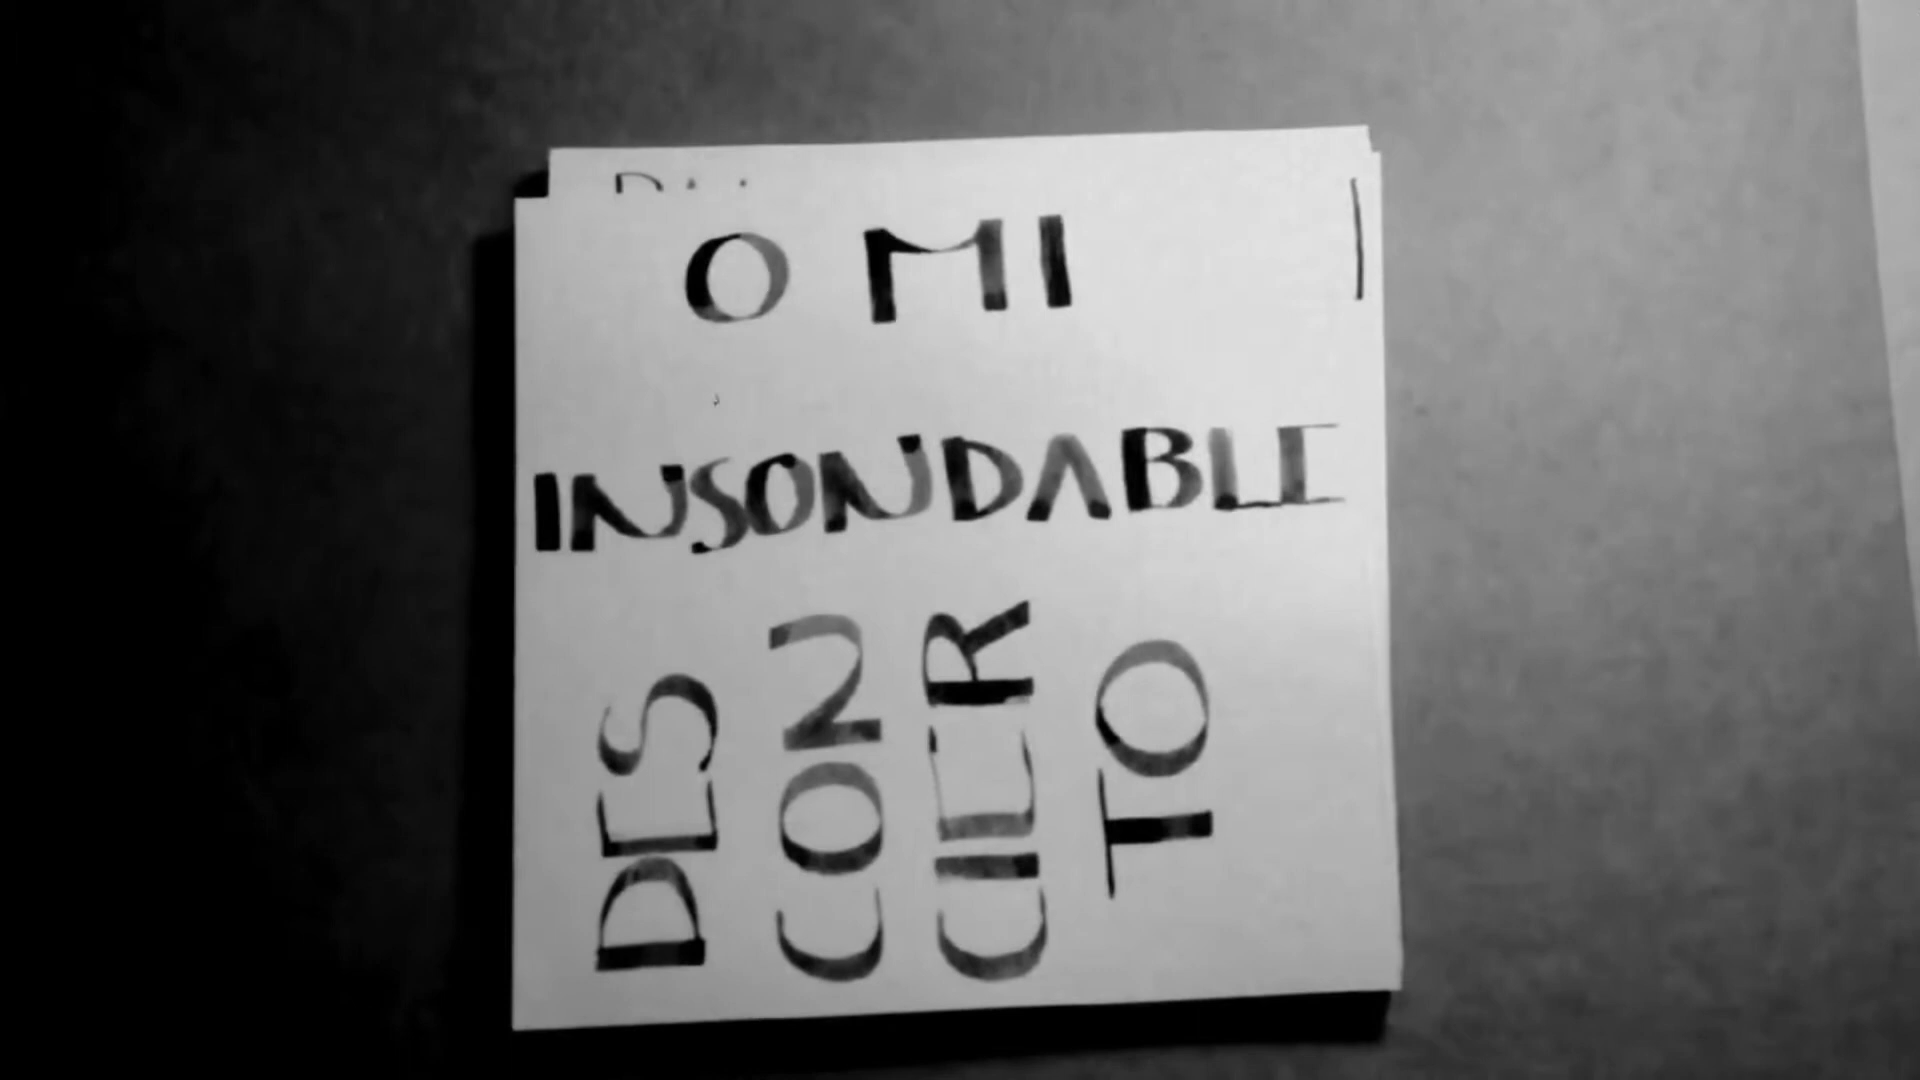 O MI
INSONDABLE
DES
CON
CIER
TO